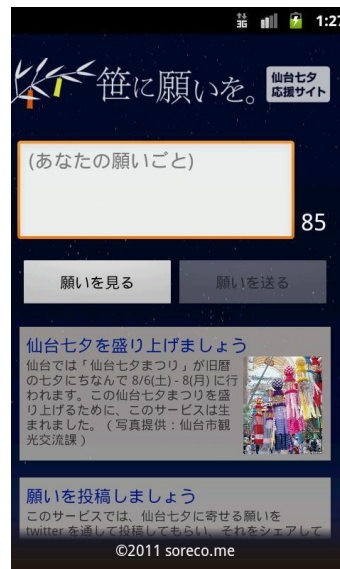 3G 1:27
笹に願いを。
仙台七夕
応援サイト
(あなたの願いごと)
85
願いを見る 願いを送る
仙台七夕を盛り上げましょう
仙台では「仙台七夕まつり」が旧暦
の七夕にちなんで 8/6(土) - 8(月) に行
われます。この仙台七夕まつりを盛
り上げるために、このサービスは生
まれました。（写真提供：仙台市観
光交流課）
願いを投稿しましょう
このサービスでは、仙台七夕に寄せる願いを
twitter を通して投稿してもらい、それをシェアして
©2011 soreco.me